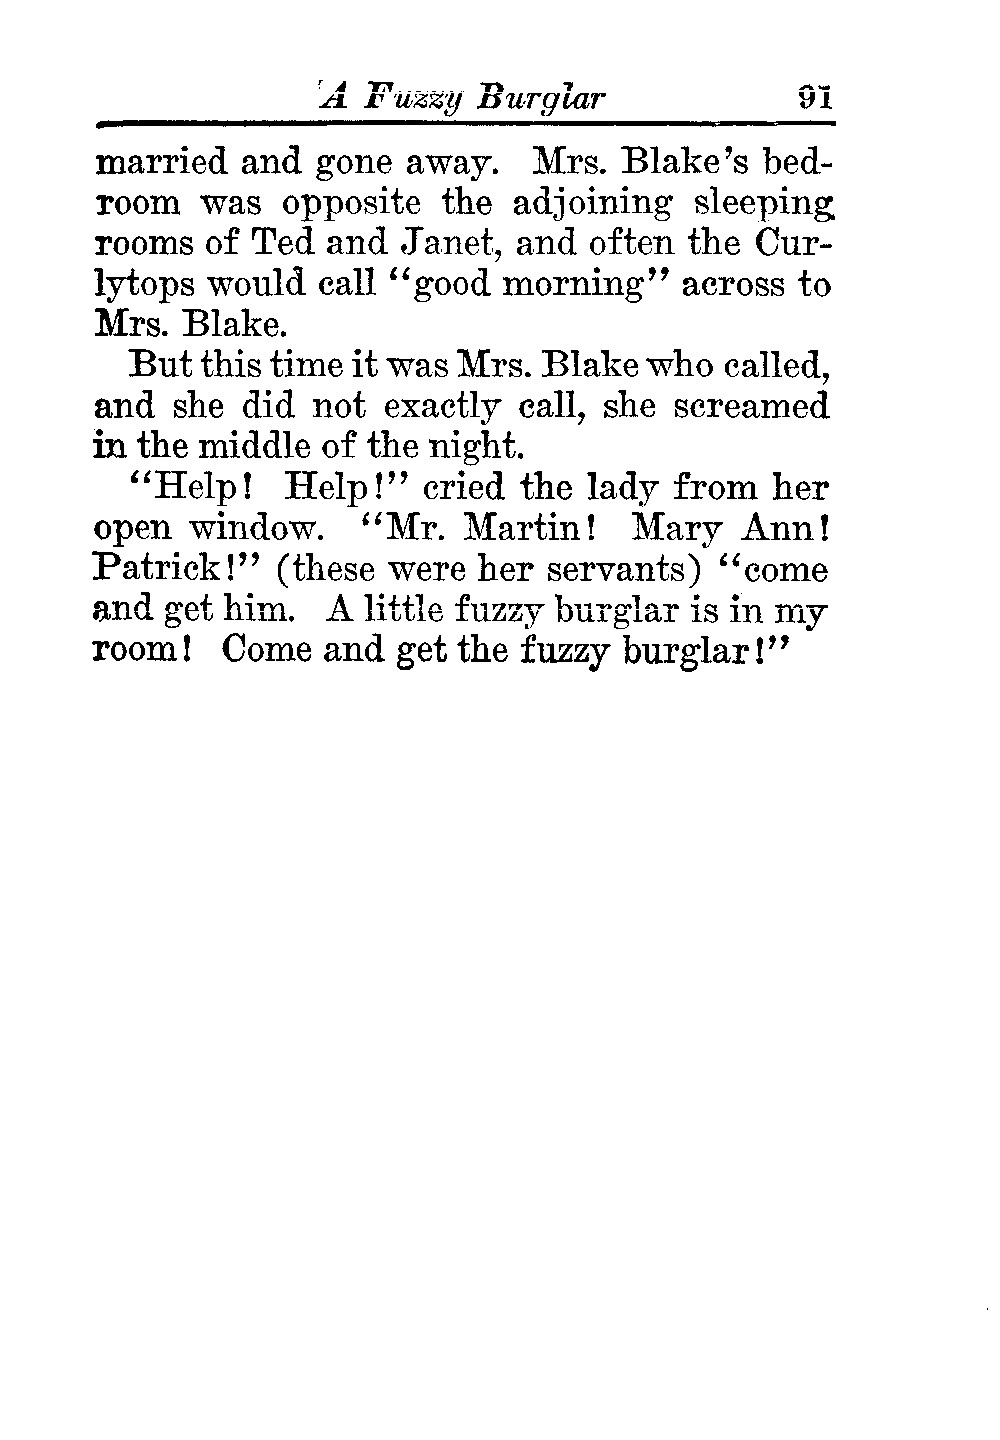 A Fuzzy Burglar 91
married and gone away. Mrs. Blake's bed-
room was opposite the adjoining sleeping
rooms of Ted and Janet, and often the Cur-
lytops would call "good morning" across to
Mrs. Blake.
But this time it was Mrs. Blake who called,
and she did not exactly call, she screamed
in the middle of the night.
"Help! Help!" cried the lady from her
open window. "Mr. Martin! Mary Ann!
Patrick!" (these were her servants) "come
and get him. A little fuzzy burglar is in my
room! Come and get the fuzzy burglar!"